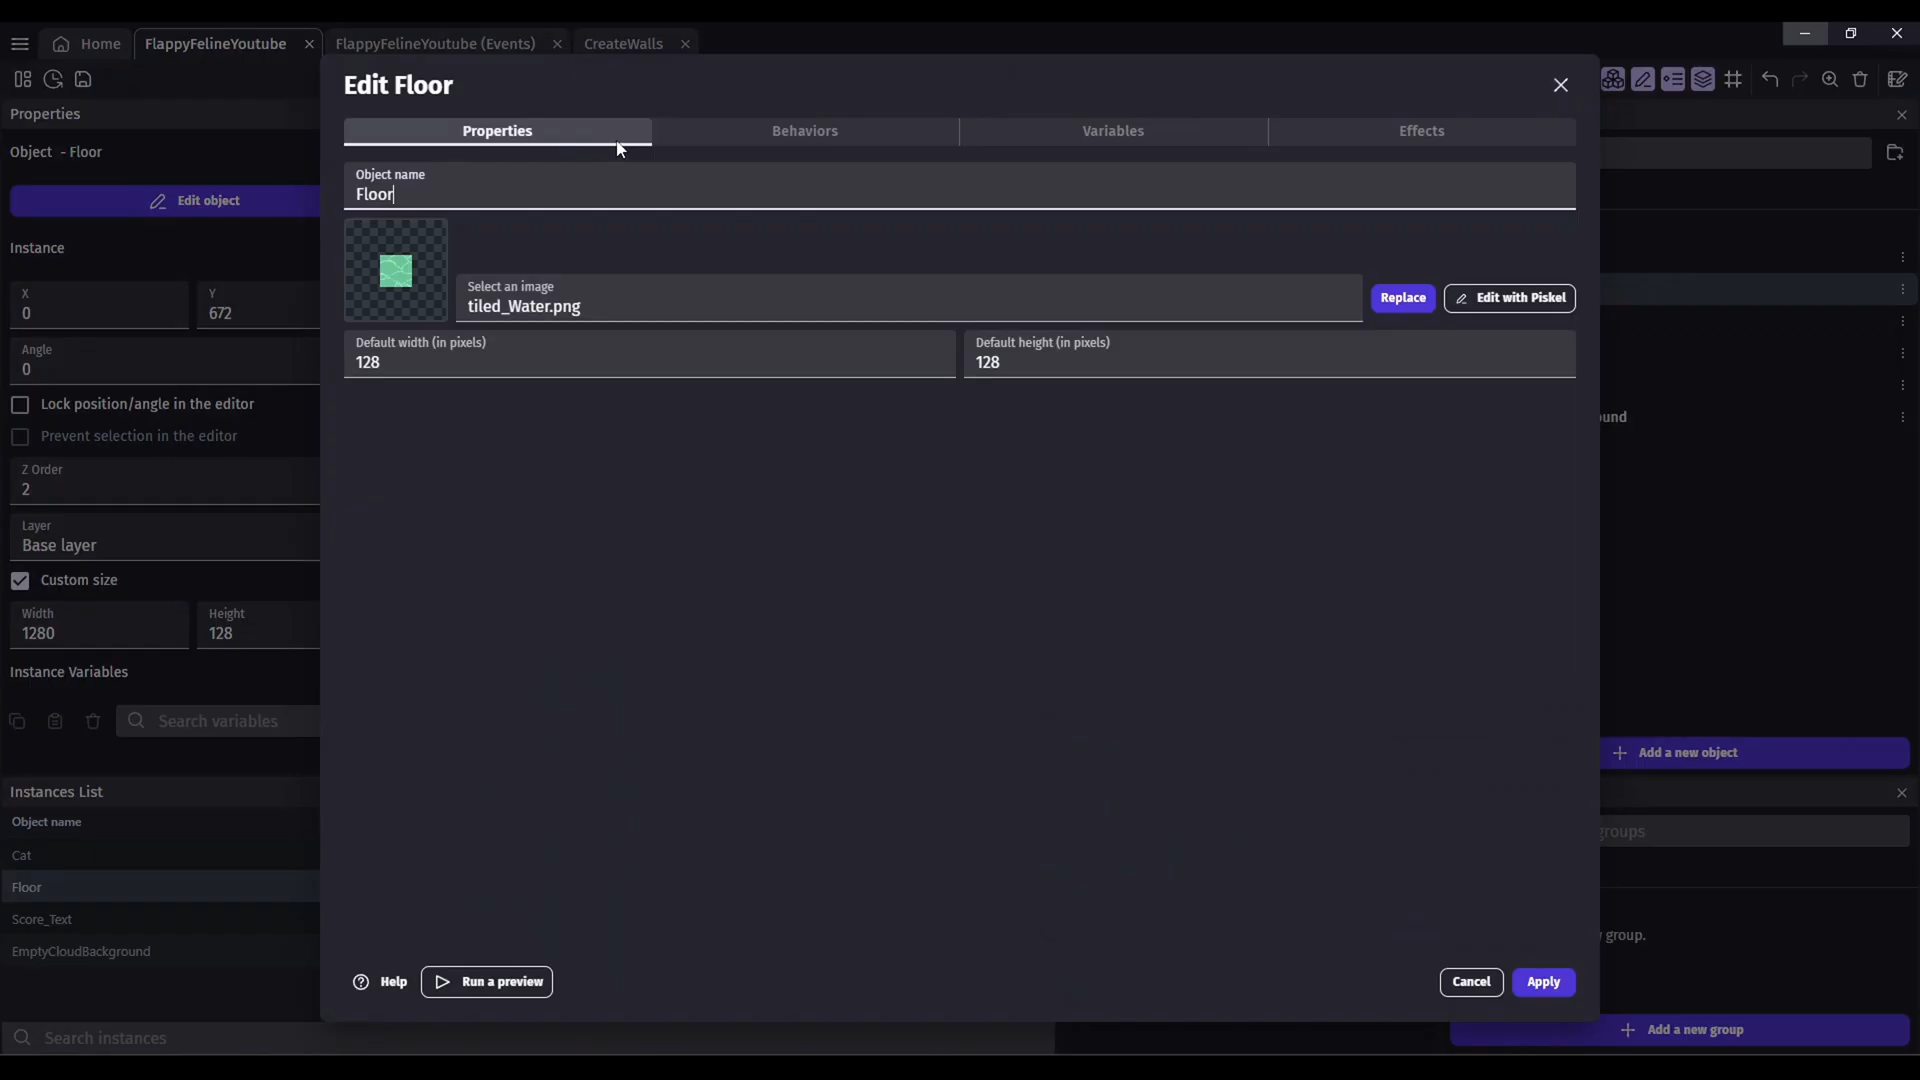 Home
FlappyFelineYoutube
FlappyFelineYoutube (Events)
CreateWalls
Properties
Object - Floor
Edit object
Instance
X
0
Y
672
Angle
0
Lock position/angle in the editor
Prevent selection in the editor
Z Order
2
Layer
Base layer
Custom size
Width
1280
Height
128
Instance Variables
Search variables
Instances List
Object name
Cat
Floor
Score_Text
EmptyCloudBackground
Search instances
Edit Floor
Properties
Behaviors
Variables
Effects
Object name
Floor
Select an image
tiled_Water.png
Replace
Edit with Piskel
Default width (in pixels)
128
Default height (in pixels)
128
Help
Run a preview
Cancel
Apply
ound
Add a new object
groups
group.
Add a new group